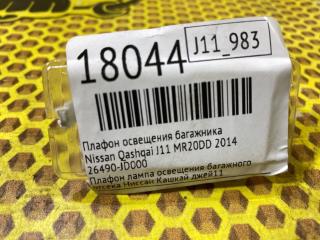 18044
J11_983
Плафон освещения багажника
Nissan Qashqai J11 MR20DD 2014
26490-JD000
Плафон лампа освещения багажного
отсека Ниссан Кашкай джей11